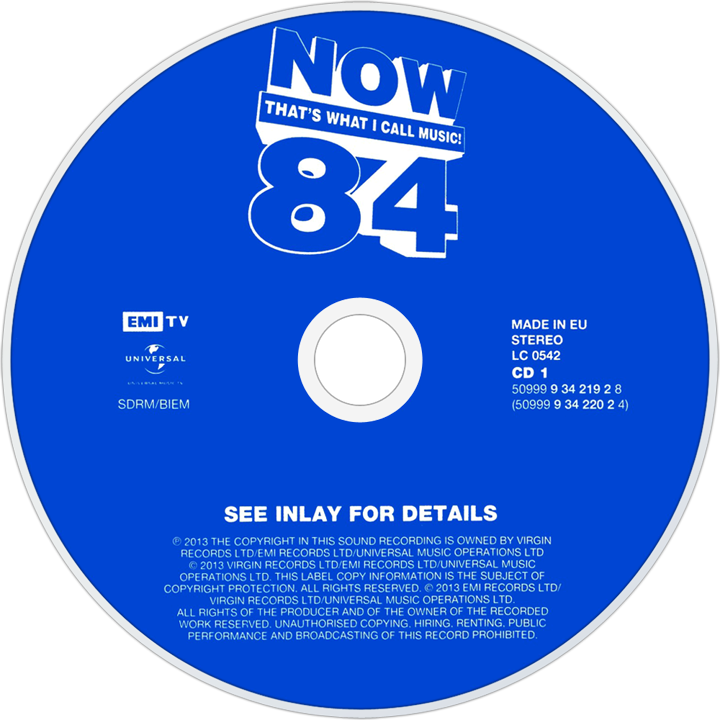 NOW
THAT'S WHAT I CALL MUSIC!
84
EMI TV
UNIVERSAL
UNIVERSAL MUSIC TV
SDRM/BIEM
MADE IN EU
STEREO
LC 0542
CD 1
50999 9 34 219 2 8
(50999 9 34 220 2 4)
SEE INLAY FOR DETAILS
℗ 2013 THE COPYRIGHT IN THIS SOUND RECORDING IS OWNED BY VIRGIN
RECORDS LTD/EMI RECORDS LTD/UNIVERSAL MUSIC OPERATIONS LTD
© 2013 VIRGIN RECORDS LTD/EMI RECORDS LTD/UNIVERSAL MUSIC
OPERATIONS LTD. THIS LABEL COPY INFORMATION IS THE SUBJECT OF
COPYRIGHT PROTECTION. ALL RIGHTS RESERVED. © 2013 EMI RECORDS LTD/
VIRGIN RECORDS LTD/UNIVERSAL MUSIC OPERATIONS LTD.
ALL RIGHTS OF THE PRODUCER AND OF THE OWNER OF THE RECORDED
WORK RESERVED. UNAUTHORISED COPYING, HIRING, RENTING, PUBLIC
PERFORMANCE AND BROADCASTING OF THIS RECORD PROHIBITED.